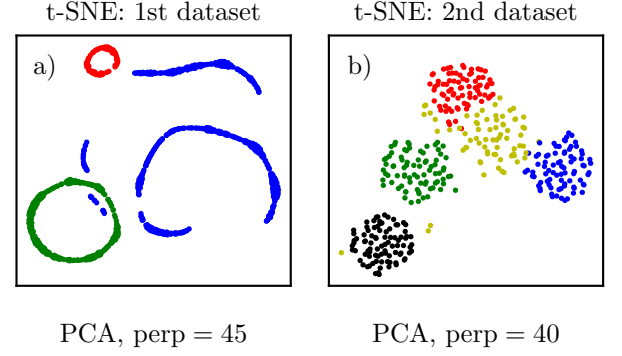 t-SNE: 1st dataset
t-SNE: 2nd dataset
a)
b)
PCA, perp = 45
PCA, perp = 40